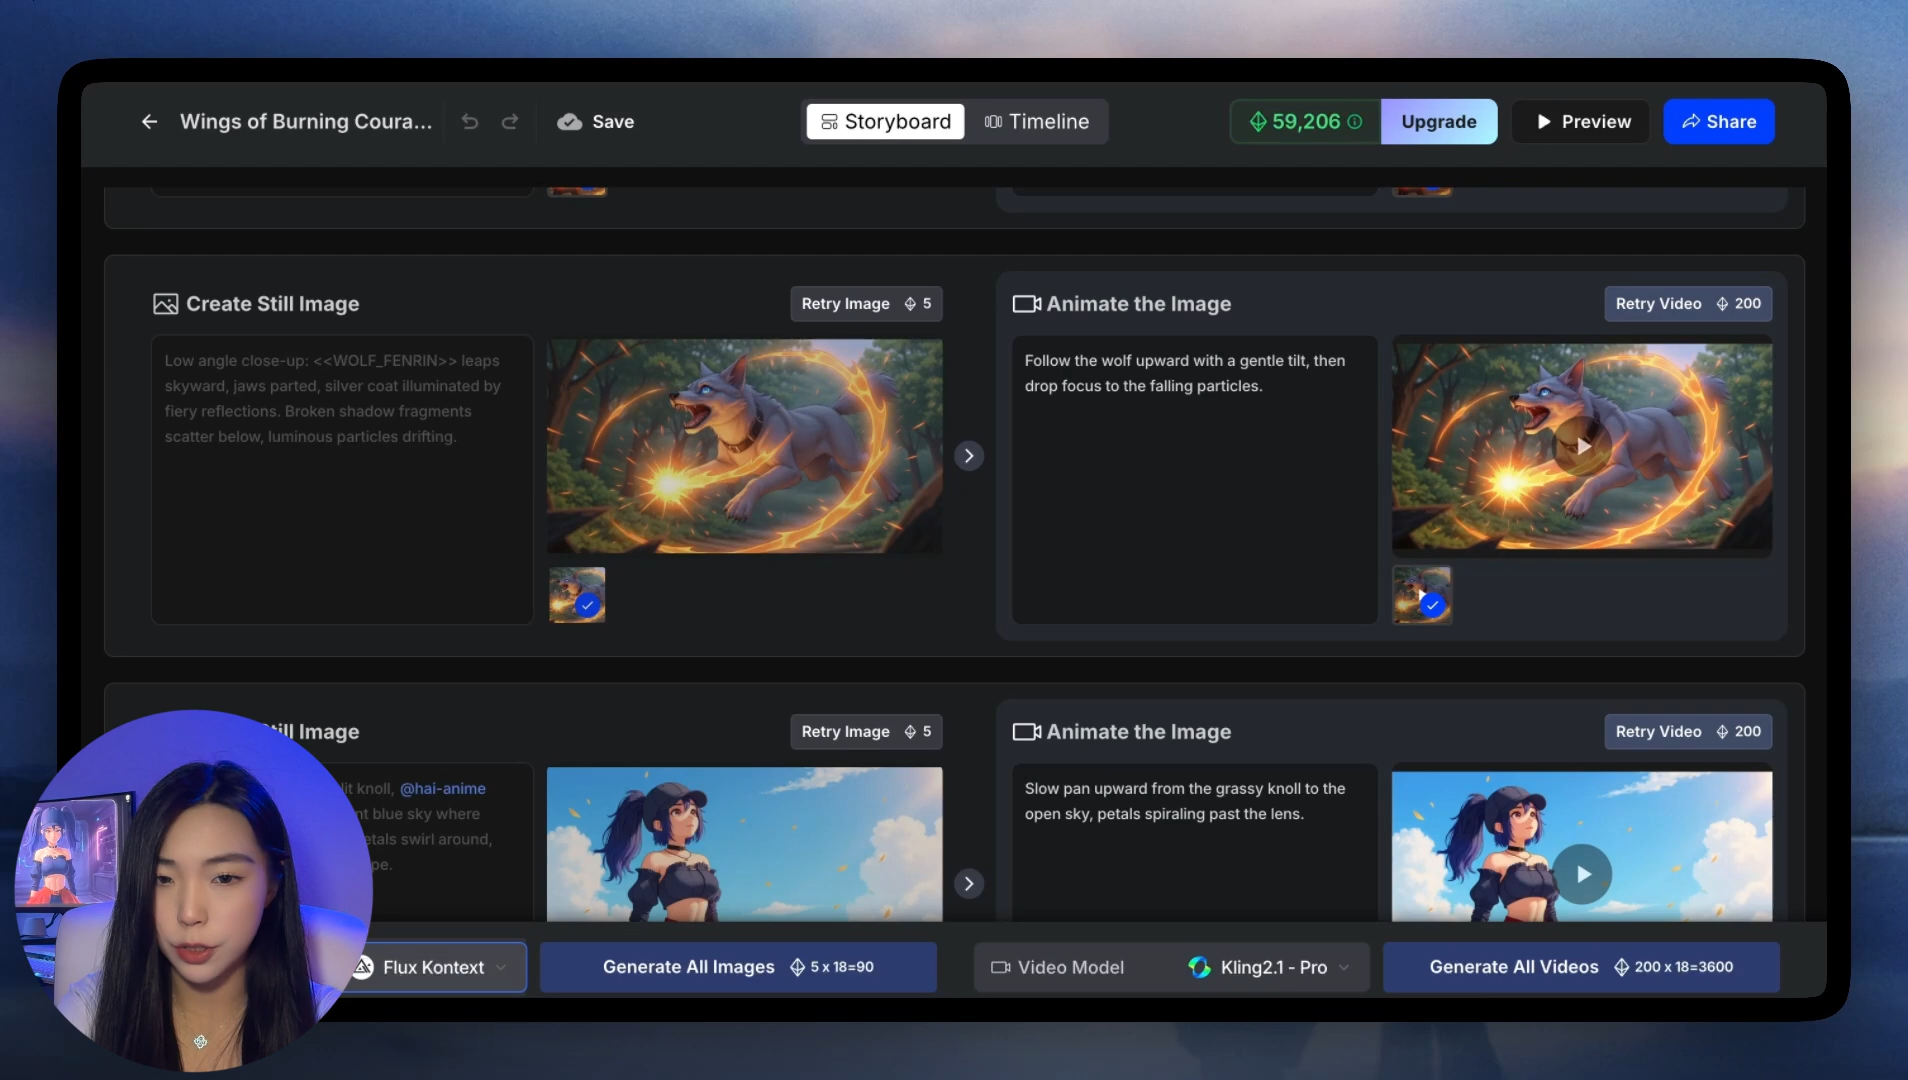 Wings of Burning Coura...
Save
Storyboard
Timeline
59,206
Upgrade
Preview
Share
Create Still Image
Retry Image 5
Low angle close-up: <<WOLF_FENRIN>> leaps
skyward, jaws parted, silver coat illuminated by
fiery reflections. Broken shadow fragments
scatter below, luminous particles drifting.
Animate the Image
Retry Video 200
Follow the wolf upward with a gentle tilt, then
drop focus to the falling particles.
Still Image
Retry Image 5
lit knoll, @hai-anime
nt blue sky where
etals swirl around,
pe.
Animate the Image
Retry Video 200
Slow pan upward from the grassy knoll to the
open sky, petals spiraling past the lens.
Flux Kontext
Generate All Images 5 x 18=90
Video Model
Kling2.1 - Pro
Generate All Videos 200 x 18=3600